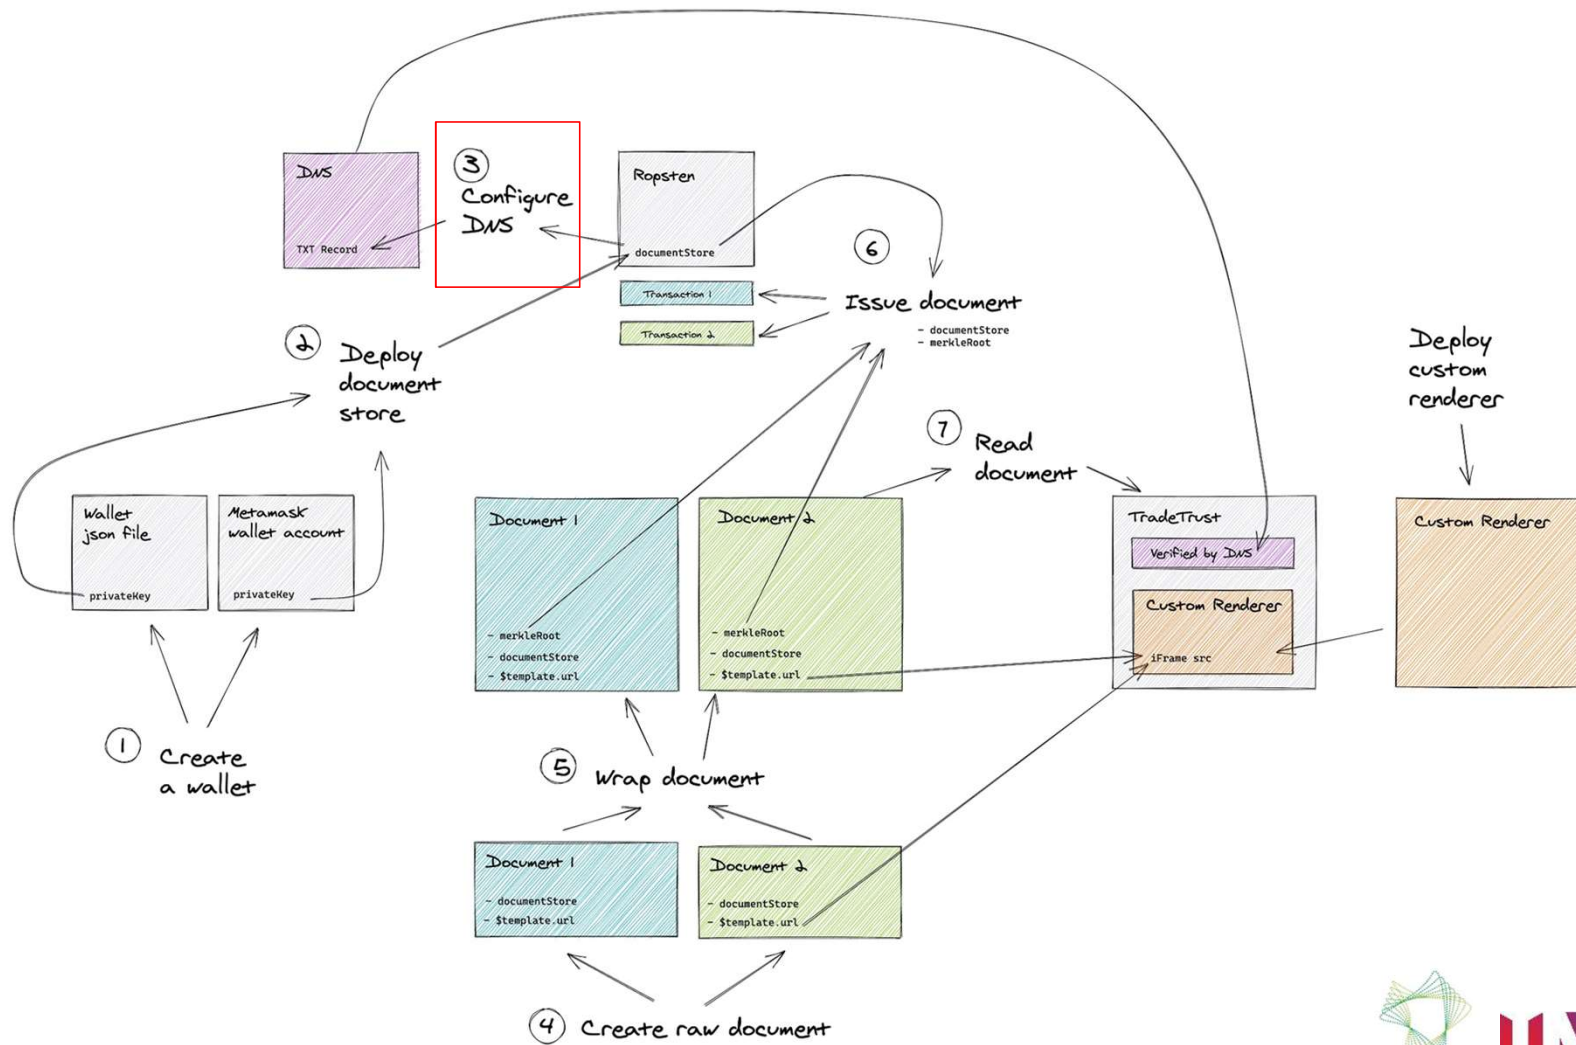 DNS
TXT Record
3
Configure
DNS
Ropsten
documentStore
Transaction 1
Transaction 2
6
Issue document
- documentStore
- merkleRoot
2
Deploy
document
store
Deploy
custom
renderer
7
Read
document
Wallet
json file
privateKey
Metamask
wallet account
privateKey
Document 1
- merkleRoot
- documentStore
- $template.url
Document 2
- merkleRoot
- documentStore
- $template.url
TradeTrust
Verified by DNS
Custom Renderer
iFrame src
Custom Renderer
1
Create
a wallet
5
Wrap document
Document 1
- documentStore
- $template.url
Document 2
- documentStore
- $template.url
4
Create raw document